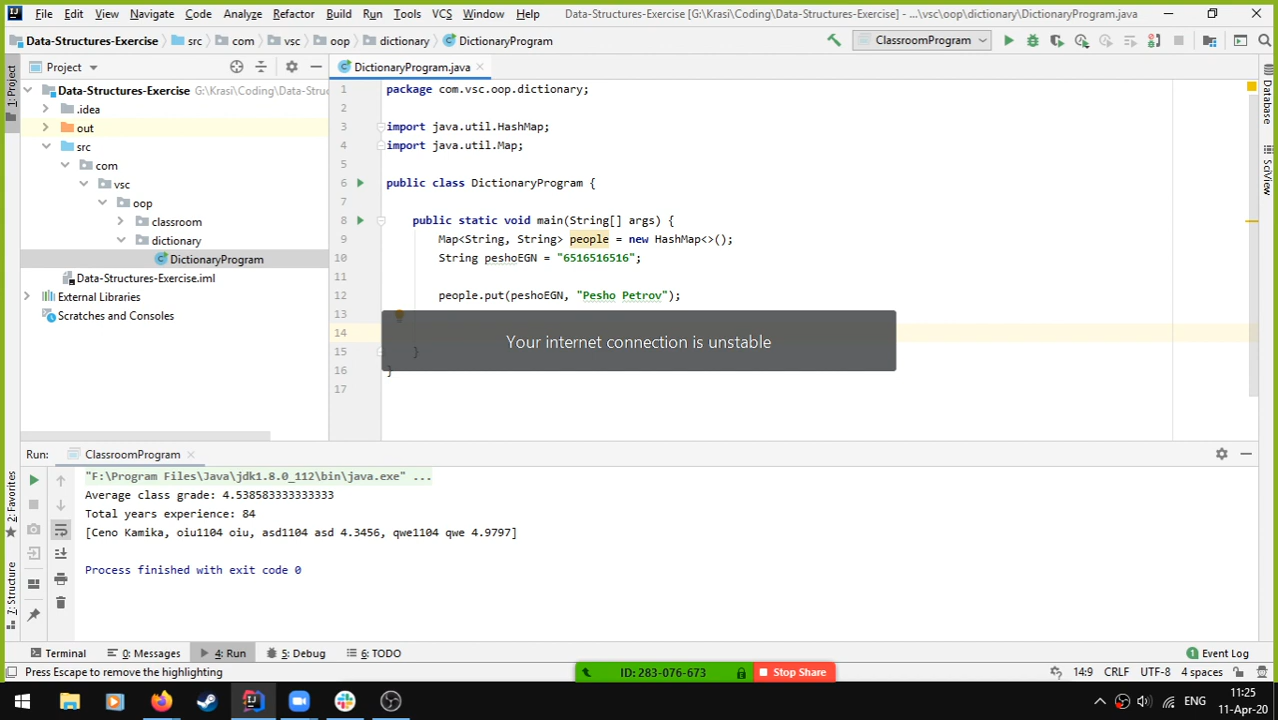 File Edit View Navigate Code Analyze Refactor Build Run Tools VCS Window Help Data-Structures-Exercise [G:\Krasi\Coding\Data-Structures-Exercise] - ...\vsc\oop\dictionary\DictionaryProgram.java
Data-Structures-Exercise src com vsc oop dictionary DictionaryProgram ClassroomProgram
1: Project
Project
DictionaryProgram.java
Data-Structures-Exercise G:\Krasi\Coding\Data-Struc
.idea
out
src
com
vsc
oop
classroom
dictionary
DictionaryProgram
Data-Structures-Exercise.iml
External Libraries
Scratches and Consoles
1 package com.vsc.oop.dictionary;
2
3 import java.util.HashMap;
4 import java.util.Map;
5
6 public class DictionaryProgram {
7
8 public static void main(String[] args) {
9 Map<String, String> people = new HashMap<>();
10 String peshoEGN = "6516516516";
11
12 people.put(peshoEGN, "Pesho Petrov");
13
14
15 }
16 }
17
Your internet connection is unstable
Database
SciView
Run: ClassroomProgram
"F:\Program Files\Java\jdk1.8.0_112\bin\java.exe" ...
Average class grade: 4.538583333333333
Total years experience: 84
[Ceno Kamika, oiu1104 oiu, asd1104 asd 4.3456, qwe1104 qwe 4.9797]
Process finished with exit code 0
2: Favorites
7: Structure
Terminal 0: Messages 4: Run 5: Debug 6: TODO 1 Event Log
Press Escape to remove the highlighting ID: 283-076-673 Stop Share 14:9 CRLF UTF-8 4 spaces
ENG
11:25
11-Apr-20